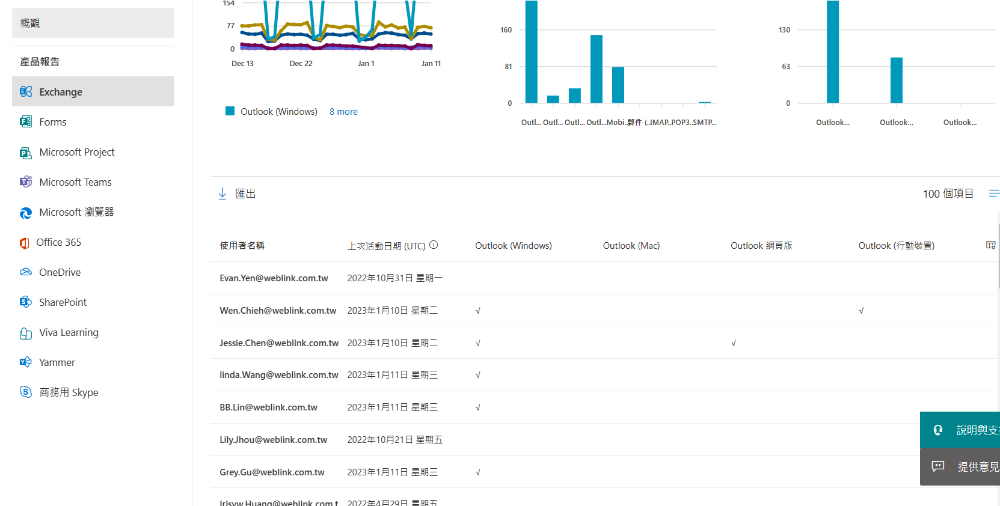 概觀
產品報告
Exchange
Forms
Microsoft Project
Microsoft Teams
Microsoft 瀏覽器
Office 365
OneDrive
SharePoint
Viva Learning
Yammer
商務用 Skype
154
77
0
Dec 13
Dec 22
Jan 1
Jan 11
Outlook (Windows)
8 more
160
81
0
Outl... Outl... Outl... Outl... Mobi... 郵件 (... IMAP... POP3... SMTP...
130
63
0
Outlook... Outlook... Outlook...
匯出
100 個項目
使用者名稱 上次活動日期 (UTC) Outlook (Windows) Outlook (Mac) Outlook 網頁版 Outlook (行動裝置)
Evan.Yen@weblink.com.tw 2022年10月31日 星期一
Wen.Chieh@weblink.com.tw 2023年1月10日 星期二 √ √
Jessie.Chen@weblink.com.tw 2023年1月10日 星期二 √ √
linda.Wang@weblink.com.tw 2023年1月11日 星期三 √
BB.Lin@weblink.com.tw 2023年1月11日 星期三 √
Lily.Jhou@weblink.com.tw 2022年10月21日 星期五
Grey.Gu@weblink.com.tw 2023年1月11日 星期三 √
Irisyw.Huang@weblink.com.t 2022年4月29日 星期五
說明與支
提供意見